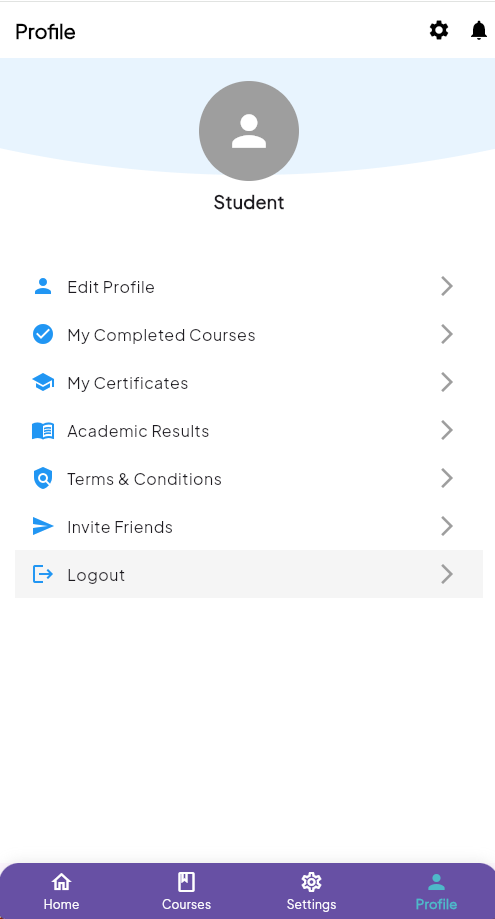 Profile
Student
Edit Profile
My Completed Courses
My Certificates
Academic Results
Terms & Conditions
Invite Friends
Logout
Home
Courses
Settings
Profile